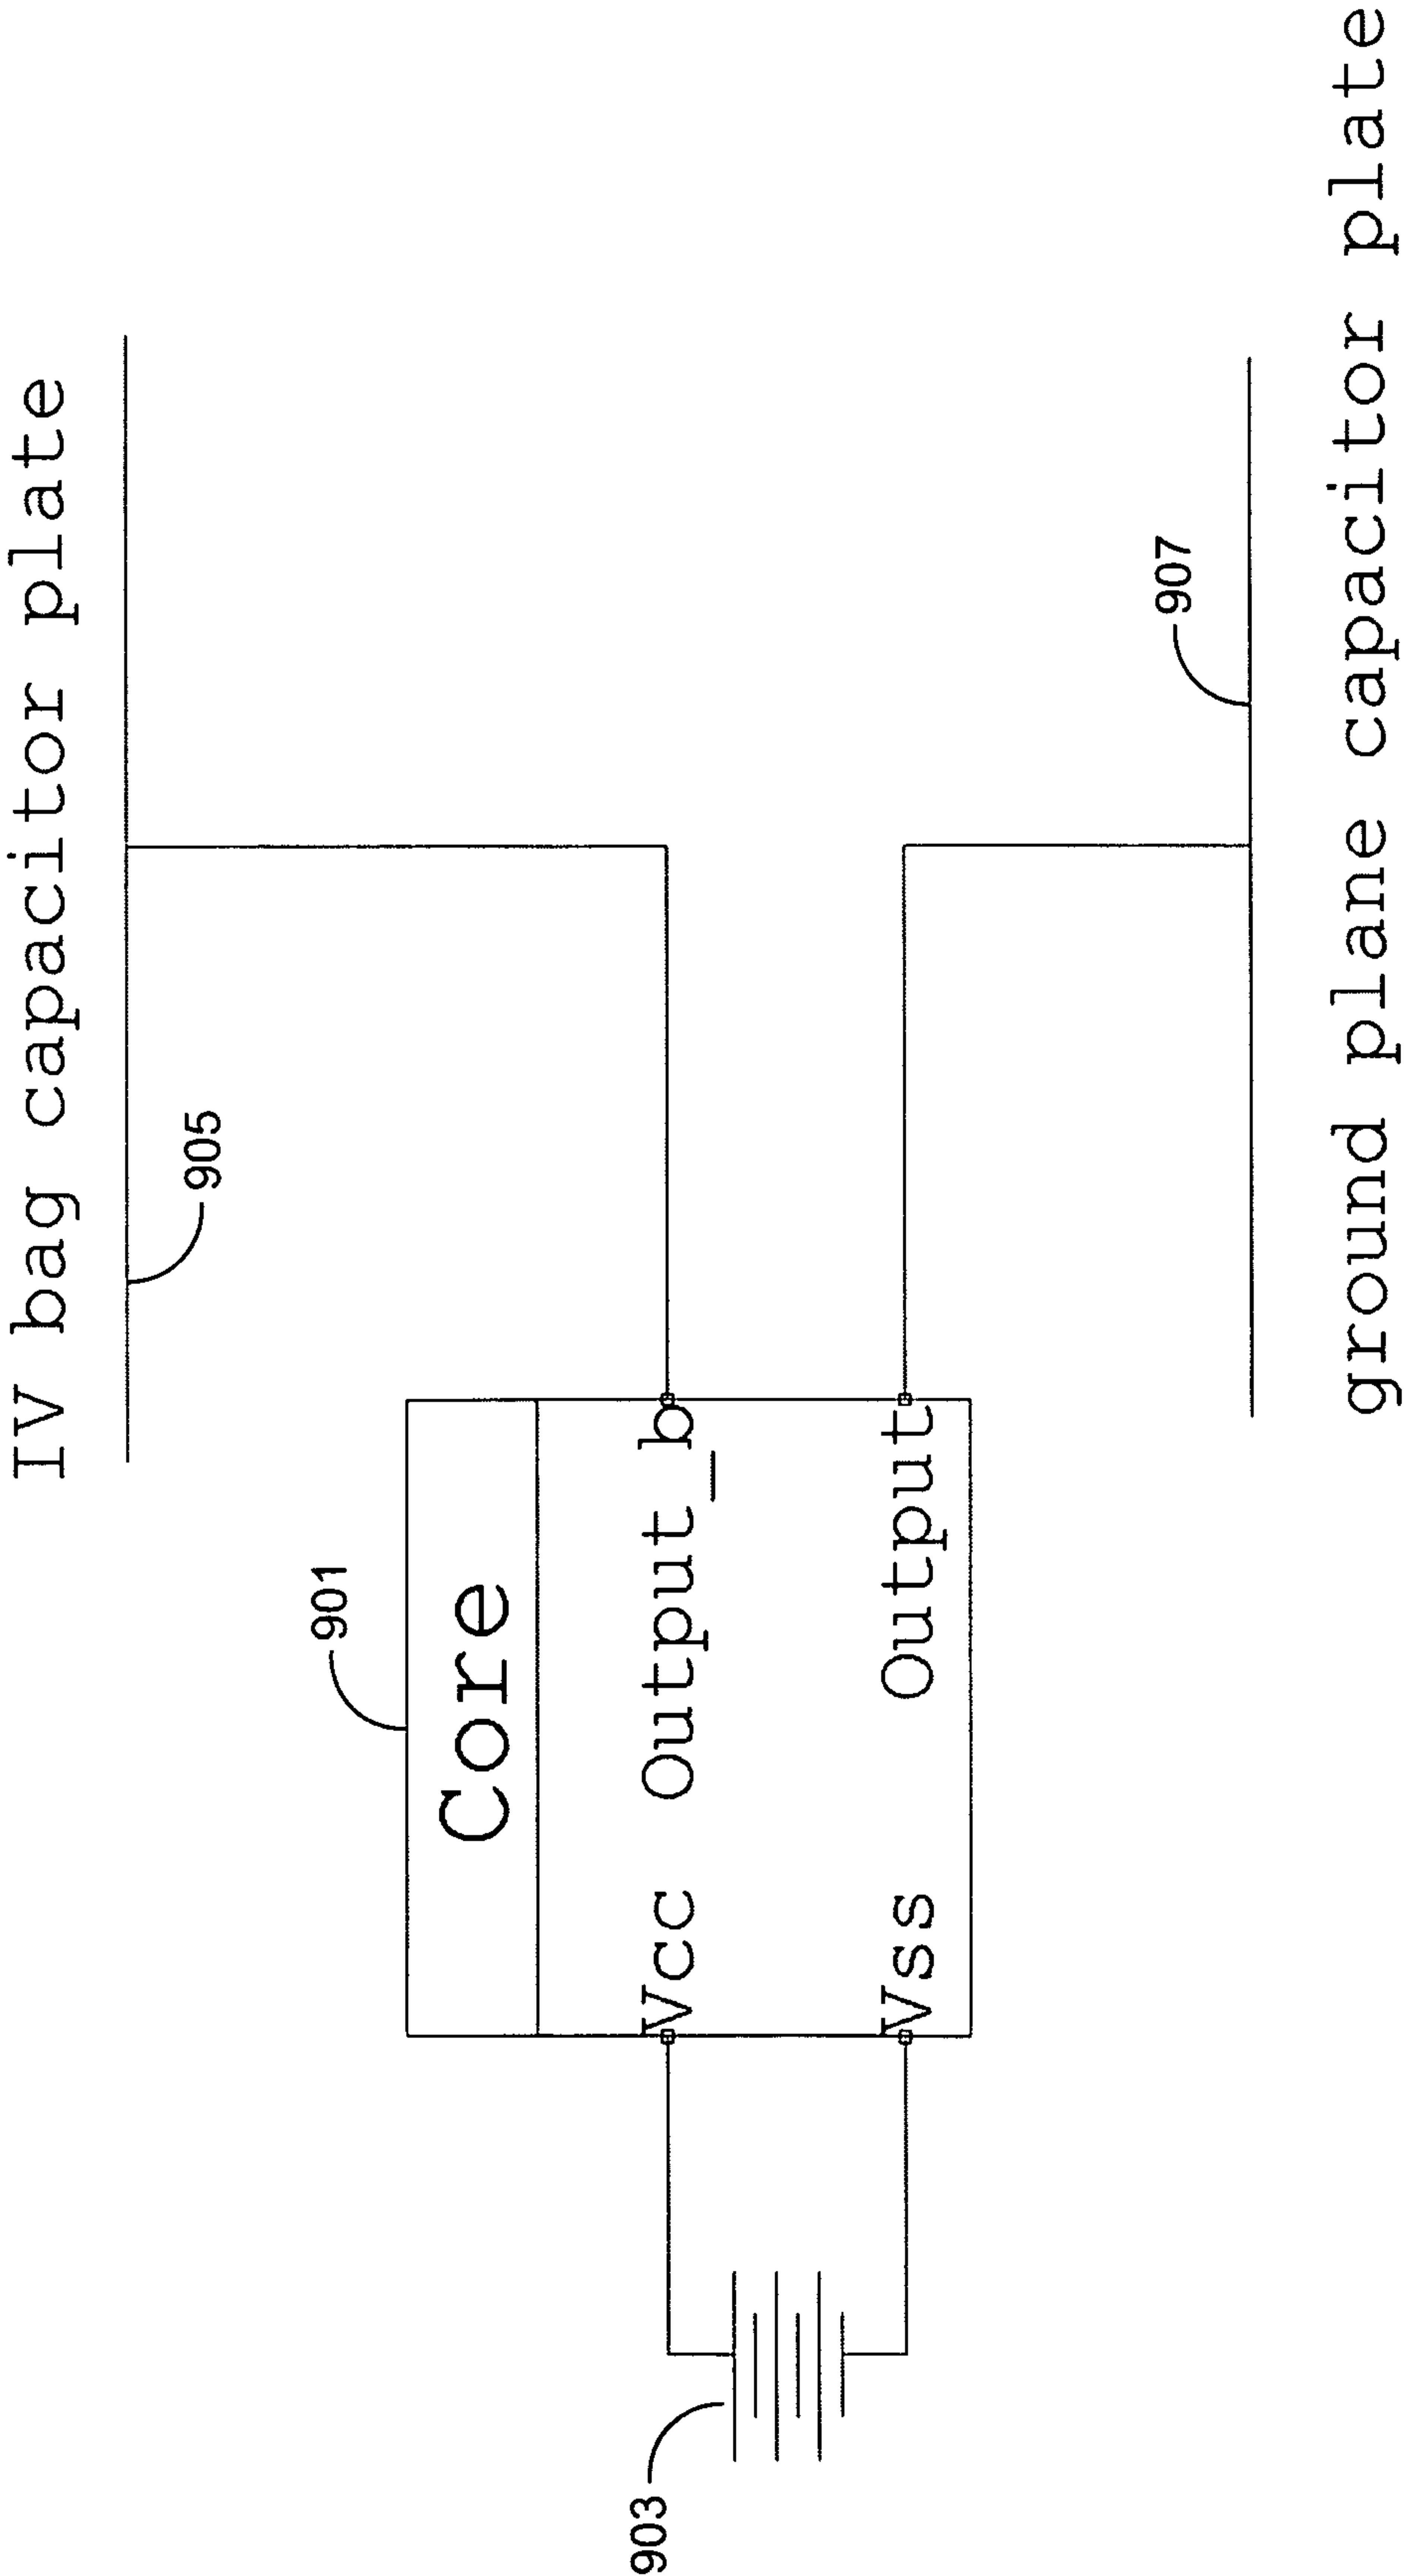 IV bag capacitor plate
905
901
Core
Vcc Output_b
Vss Output
903
907
ground plane capacitor plate